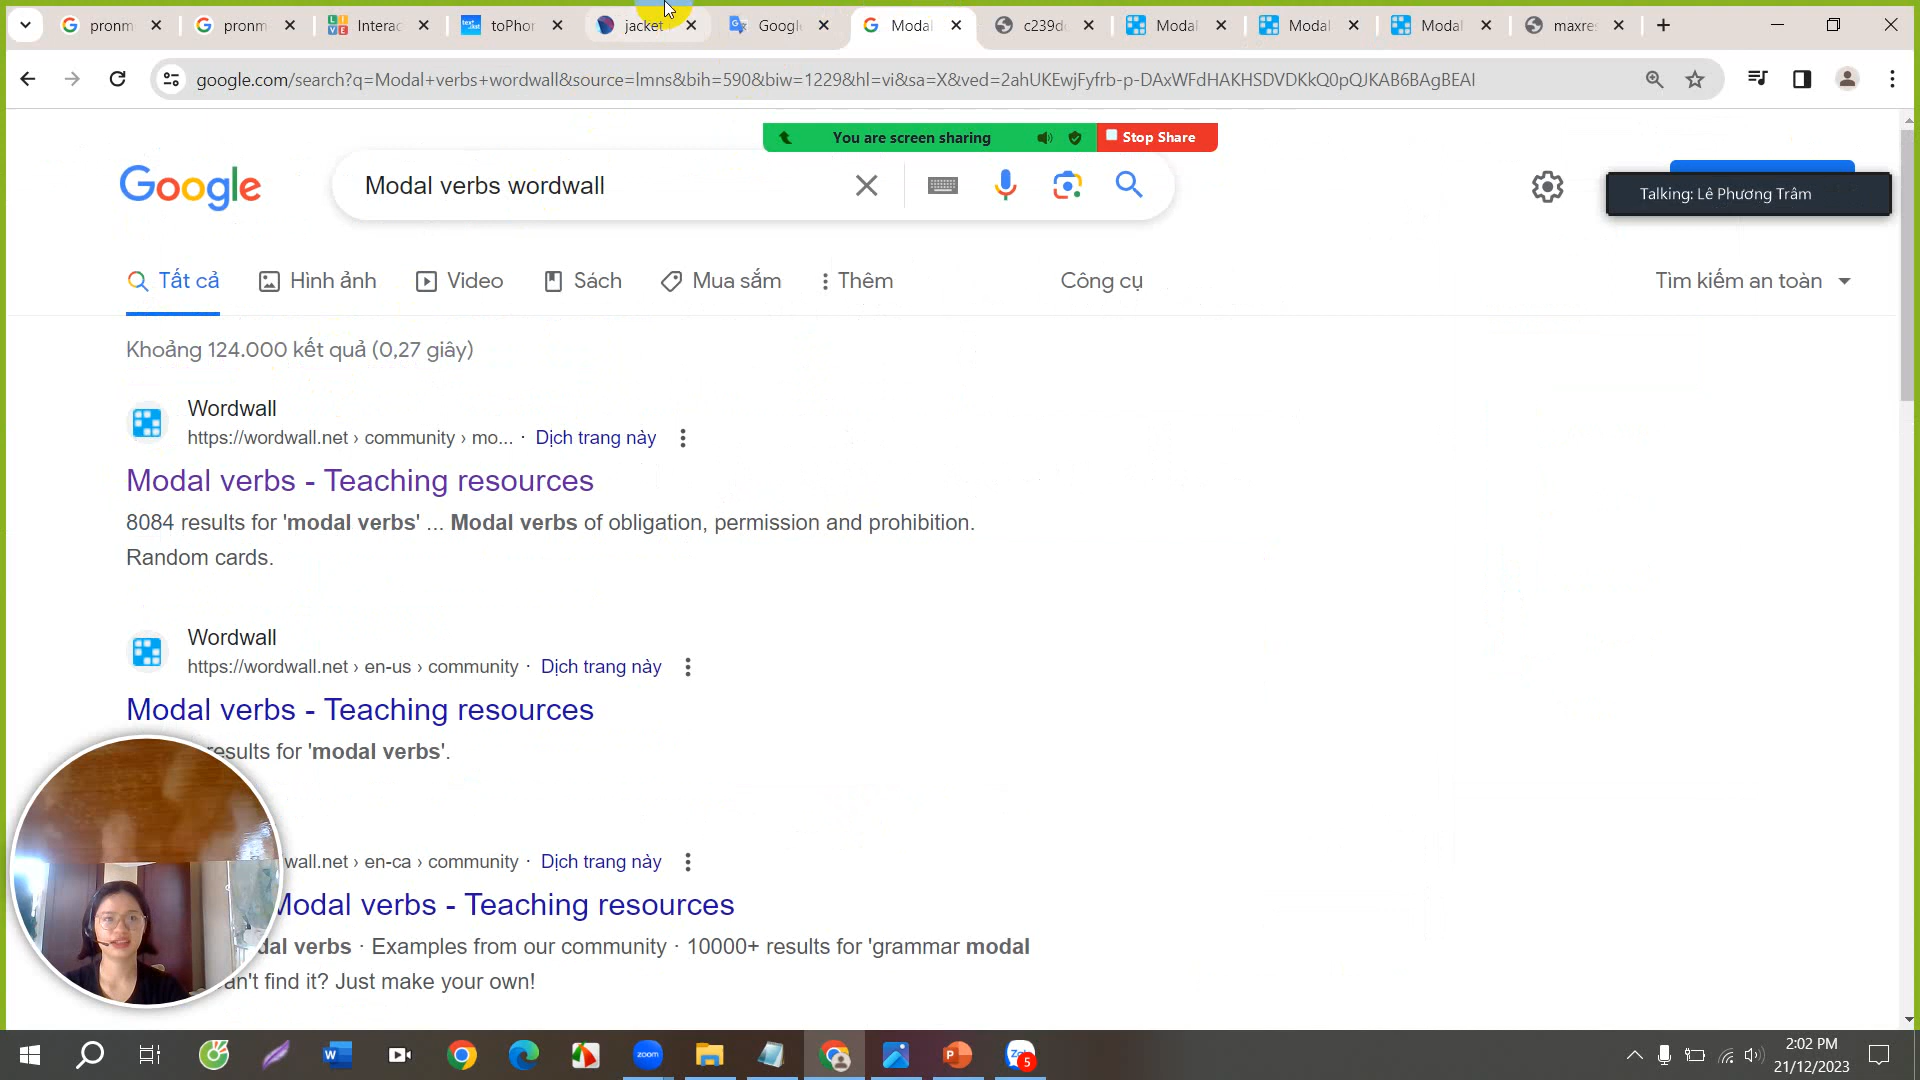 pronm
pronm
Interac
toPhon
jacket
Google
Modal
c239d
Modal
Modal
Modal
maxres
google.com/search?q=Modal+verbs+wordwall&source=lmns&bih=590&biw=1229&hl=vi&sa=X&ved=2ahUKEwjFyfrb-p-DAxWFdHAKHSDVDKkQ0pQJKAB6BAgBEAI
You are screen sharing
Stop Share
Google
Modal verbs wordwall
Talking: Lê Phương Trâm
Tất cả
Hình ảnh
Video
Sách
Mua sắm
Thêm
Công cụ
Tìm kiếm an toàn
Khoảng 124.000 kết quả (0,27 giây)
Wordwall
https://wordwall.net › community › mo... · Dịch trang này
Modal verbs - Teaching resources
8084 results for 'modal verbs' ... Modal verbs of obligation, permission and prohibition.
Random cards.
Wordwall
https://wordwall.net › en-us › community · Dịch trang này
Modal verbs - Teaching resources
results for 'modal verbs'.
wall.net › en-ca › community · Dịch trang này
Modal verbs - Teaching resources
dal verbs · Examples from our community · 10000+ results for 'grammar modal
an't find it? Just make your own!
zoom
5
2:02 PM
21/12/2023